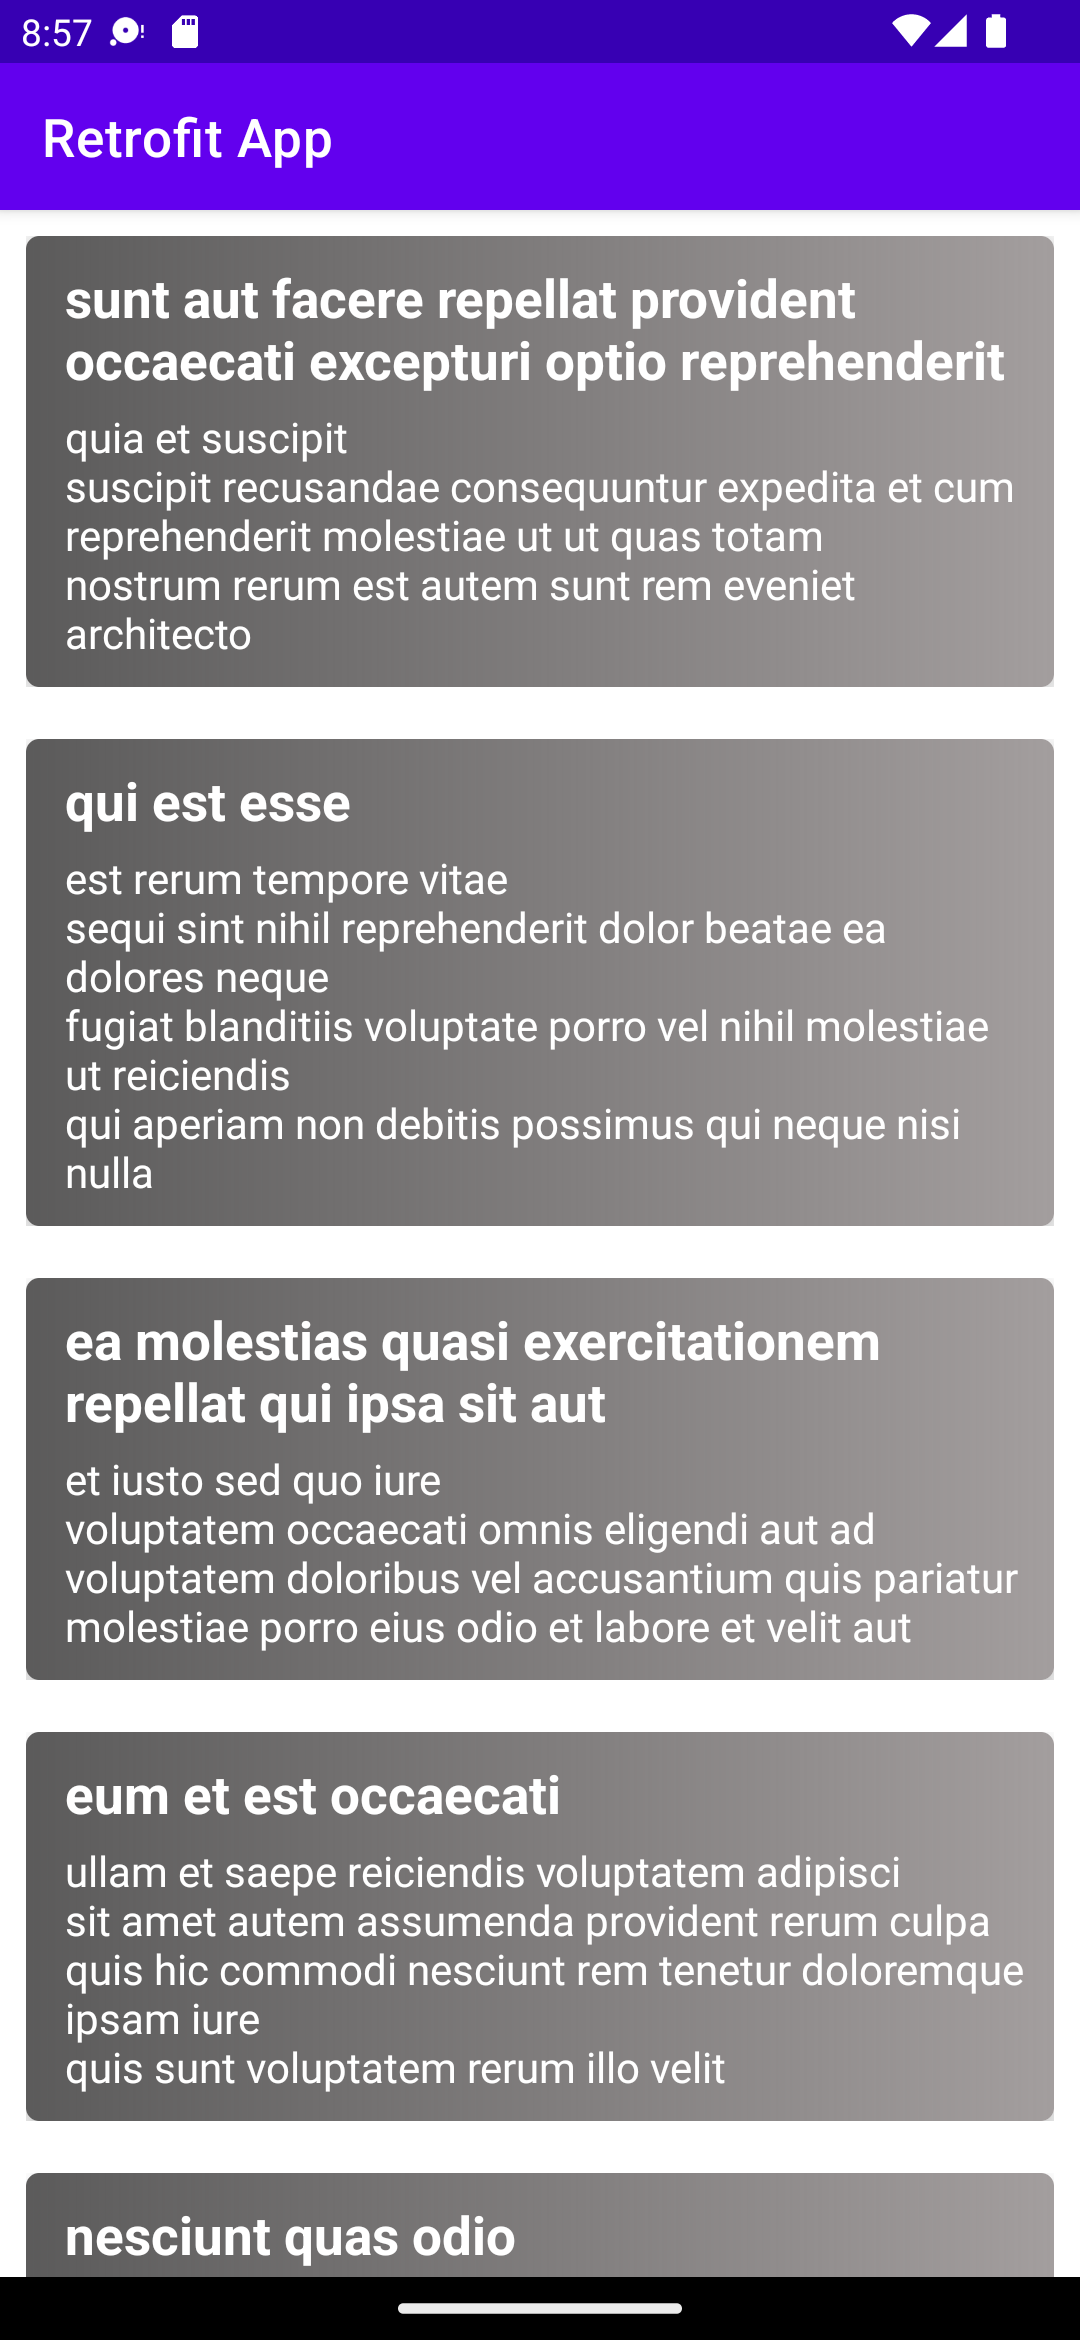 8:57
Retrofit App
sunt aut facere repellat provident
occaecati excepturi optio reprehenderit
quia et suscipit
suscipit recusandae consequuntur expedita et cum
reprehenderit molestiae ut ut quas totam
nostrum rerum est autem sunt rem eveniet
architecto
qui est esse
est rerum tempore vitae
sequi sint nihil reprehenderit dolor beatae ea
dolores neque
fugiat blanditiis voluptate porro vel nihil molestiae
ut reiciendis
qui aperiam non debitis possimus qui neque nisi
nulla
ea molestias quasi exercitationem
repellat qui ipsa sit aut
et iusto sed quo iure
voluptatem occaecati omnis eligendi aut ad
voluptatem doloribus vel accusantium quis pariatur
molestiae porro eius odio et labore et velit aut
eum et est occaecati
ullam et saepe reiciendis voluptatem adipisci
sit amet autem assumenda provident rerum culpa
quis hic commodi nesciunt rem tenetur doloremque
ipsam iure
quis sunt voluptatem rerum illo velit
nesciunt quas odio